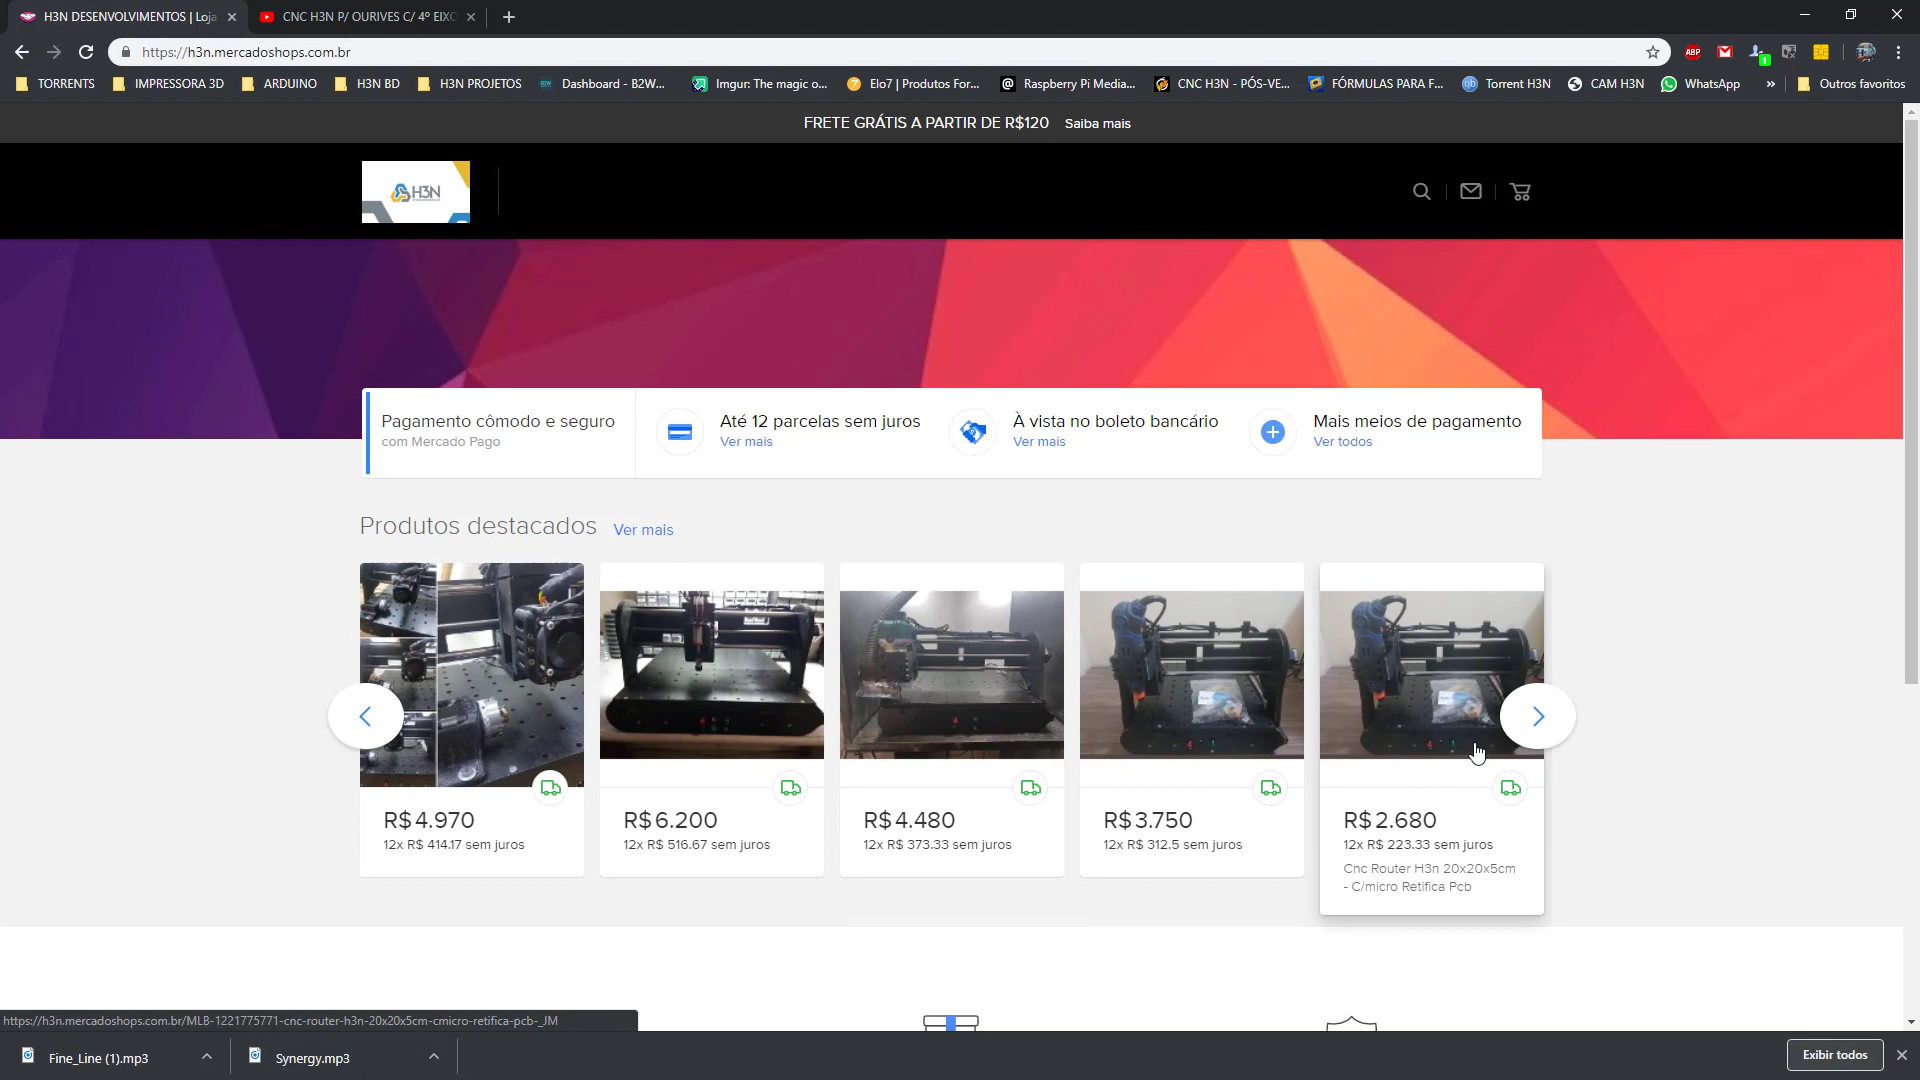 H3N DESENVOLVIMENTOS | Loja
CNC H3N P/ OURIVES C/ 4º EIXO
https://h3n.mercadoshops.com.br
ABP
1
TORRENTS
IMPRESSORA 3D
ARDUINO
H3N BD
H3N PROJETOS
Dashboard - B2W...
Imgur: The magic o...
Elo7 | Produtos For...
Raspberry Pi Media...
CNC H3N - PÓS-VE...
FÓRMULAS PARA F...
Torrent H3N
CAM H3N
WhatsApp
»
Outros favoritos
FRETE GRÁTIS A PARTIR DE R$120 Saiba mais
H3N
Pagamento cômodo e seguro
com Mercado Pago
Até 12 parcelas sem juros
Ver mais
À vista no boleto bancário
Ver mais
Mais meios de pagamento
Ver todos
Produtos destacados Ver mais
R$ 4.970
12x R$ 414.17 sem juros
R$ 6.200
12x R$ 516.67 sem juros
R$ 4.480
12x R$ 373.33 sem juros
R$ 3.750
12x R$ 312.5 sem juros
R$ 2.680
12x R$ 223.33 sem juros
Cnc Router H3n 20x20x5cm
- C/micro Retifica Pcb
https://h3n.mercadoshops.com.br/MLB-1221775771-cnc-router-h3n-20x20x5cm-cmicro-retifica-pcb-_JM
Fine_Line (1).mp3
Synergy.mp3
Exibir todos